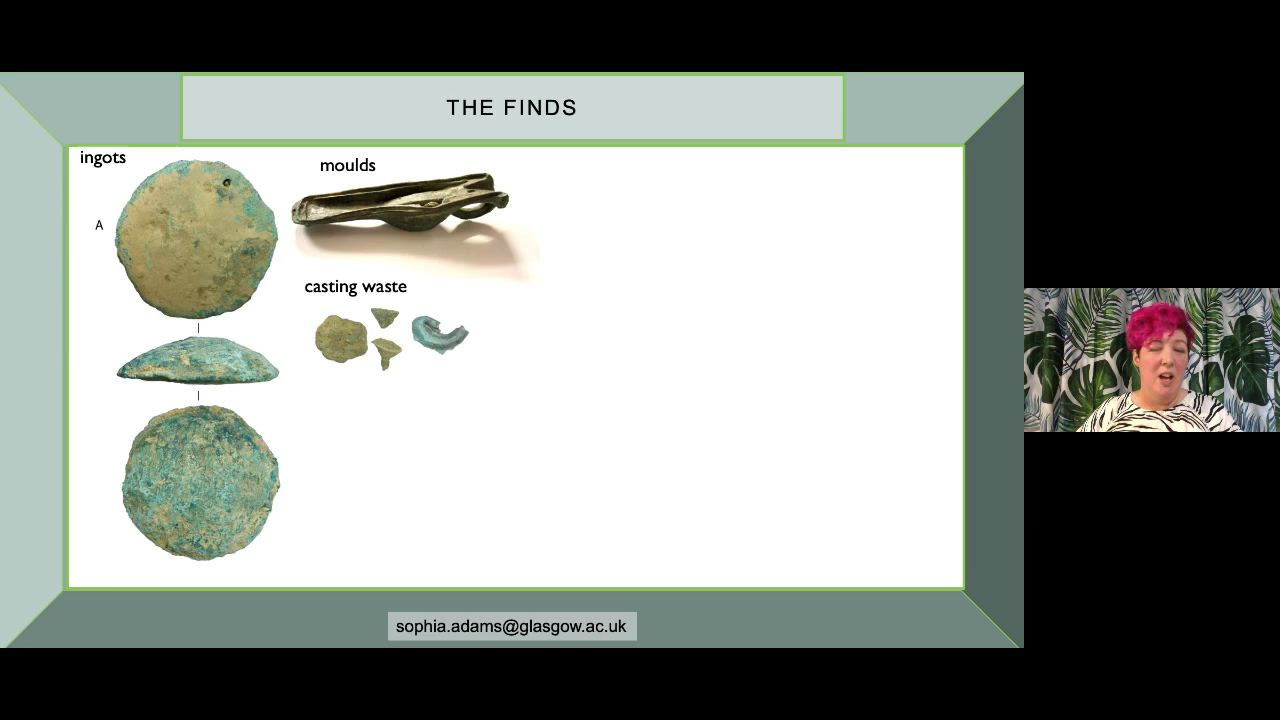 THE FINDS
ingots
moulds
A
casting waste
sophia.adams@glasgow.ac.uk